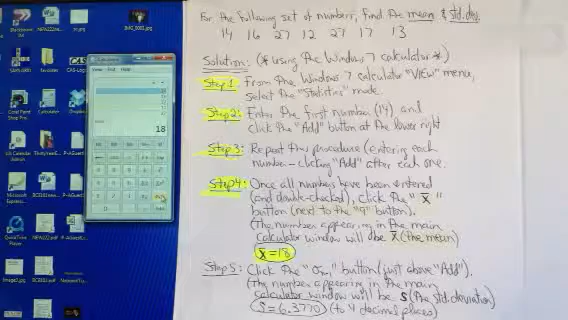 For the following set of numbers, find the mean & std.dev.
14 16 27 12 27 17 13
Solution: (* using the Windows 7 calculator *)
Step 1 From the Windows 7 calculator "View" menu,
select the "Statistics" mode.
Step 2: Enter the first number (14) and
click the "Add" button at the lower right
Step 3: Repeat this procedure (entering each
number – clicking "Add" after each one.
Step 4: Once all numbers have been entered
(and double-checked), click the "x̄"
button (next to the "9" button).
(The number appearing in the main
calculator window will be x̄ (the mean)
x̄ = 18
Step 5: Click the "σn-1" button (just above "Add").
(The number appearing in the main
calculator window will be s (the std.deviation)
S = 6.3770 (to 4 decimal places)
18